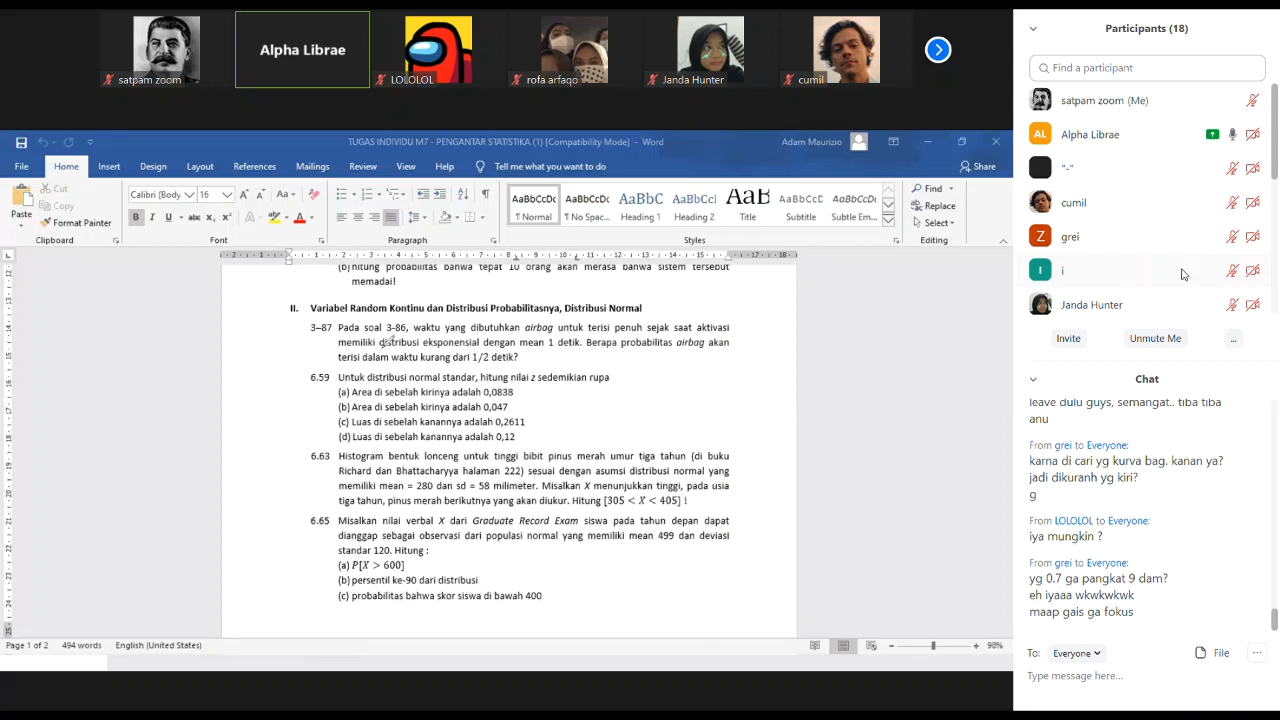 satpam zoom
Alpha Librae
LOLOLOL
rofa arfaqo
Janda Hunter
cumil
TUGAS INDIVIDU M7 - PENGANTAR STATISTIKA (1) [Compatibility Mode] - Word
Adam Maurizio
File Home Insert Design Layout References Mailings Review View Help Tell me what you want to do Share
Paste
Cut
Copy
Format Painter
Clipboard
Calibri (Body) 16
Font
Paragraph
AaBbCcDc AaBbCcDc AaBbC AaBbCcl AaB AaBbCcD AaBbCcDc
¶ Normal ¶ No Spac... Heading 1 Heading 2 Title Subtitle Subtle Em...
Styles
Find
Replace
Select
Editing
(b) hitung probabilitas bahwa tepat 10 orang akan merasa bahwa sistem tersebut
memadai!
II. Variabel Random Kontinu dan Distribusi Probabilitasnya, Distribusi Normal
3–87 Pada soal 3-86, waktu yang dibutuhkan airbag untuk terisi penuh sejak saat aktivasi
memiliki distribusi eksponensial dengan mean 1 detik. Berapa probabilitas airbag akan
terisi dalam waktu kurang dari 1/2 detik?
6.59 Untuk distribusi normal standar, hitung nilai z sedemikian rupa
(a) Area di sebelah kirinya adalah 0,0838
(b) Area di sebelah kirinya adalah 0,047
(c) Luas di sebelah kanannya adalah 0,2611
(d) Luas di sebelah kanannya adalah 0,12
6.63 Histogram bentuk lonceng untuk tinggi bibit pinus merah umur tiga tahun (di buku
Richard dan Bhattacharyya halaman 222) sesuai dengan asumsi distribusi normal yang
memiliki mean = 280 dan sd = 58 milimeter. Misalkan X menunjukkan tinggi, pada usia
tiga tahun, pinus merah berikutnya yang akan diukur. Hitung [305 < X < 405] !
6.65 Misalkan nilai verbal X dari Graduate Record Exam siswa pada tahun depan dapat
dianggap sebagai observasi dari populasi normal yang memiliki mean 499 dan deviasi
standar 120. Hitung :
(a) P[X > 600]
(b) persentil ke-90 dari distribusi
(c) probabilitas bahwa skor siswa di bawah 400
Page 1 of 2 494 words English (United States) 98%
Participants (18)
Find a participant
satpam zoom (Me)
AL Alpha Librae
"-"
cumil
Z grei
I i
Janda Hunter
Invite Unmute Me ...
Chat
leave dulu guys, semangat.. tiba tiba
anu
From grei to Everyone:
karna di cari yg kurva bag. kanan ya?
jadi dikuranh yg kiri?
g
From LOLOLOL to Everyone:
iya mungkin ?
From grei to Everyone:
yg 0.7 ga pangkat 9 dam?
eh iyaaa wkwkwkwk
maap gais ga fokus
To: Everyone File ...
Type message here...